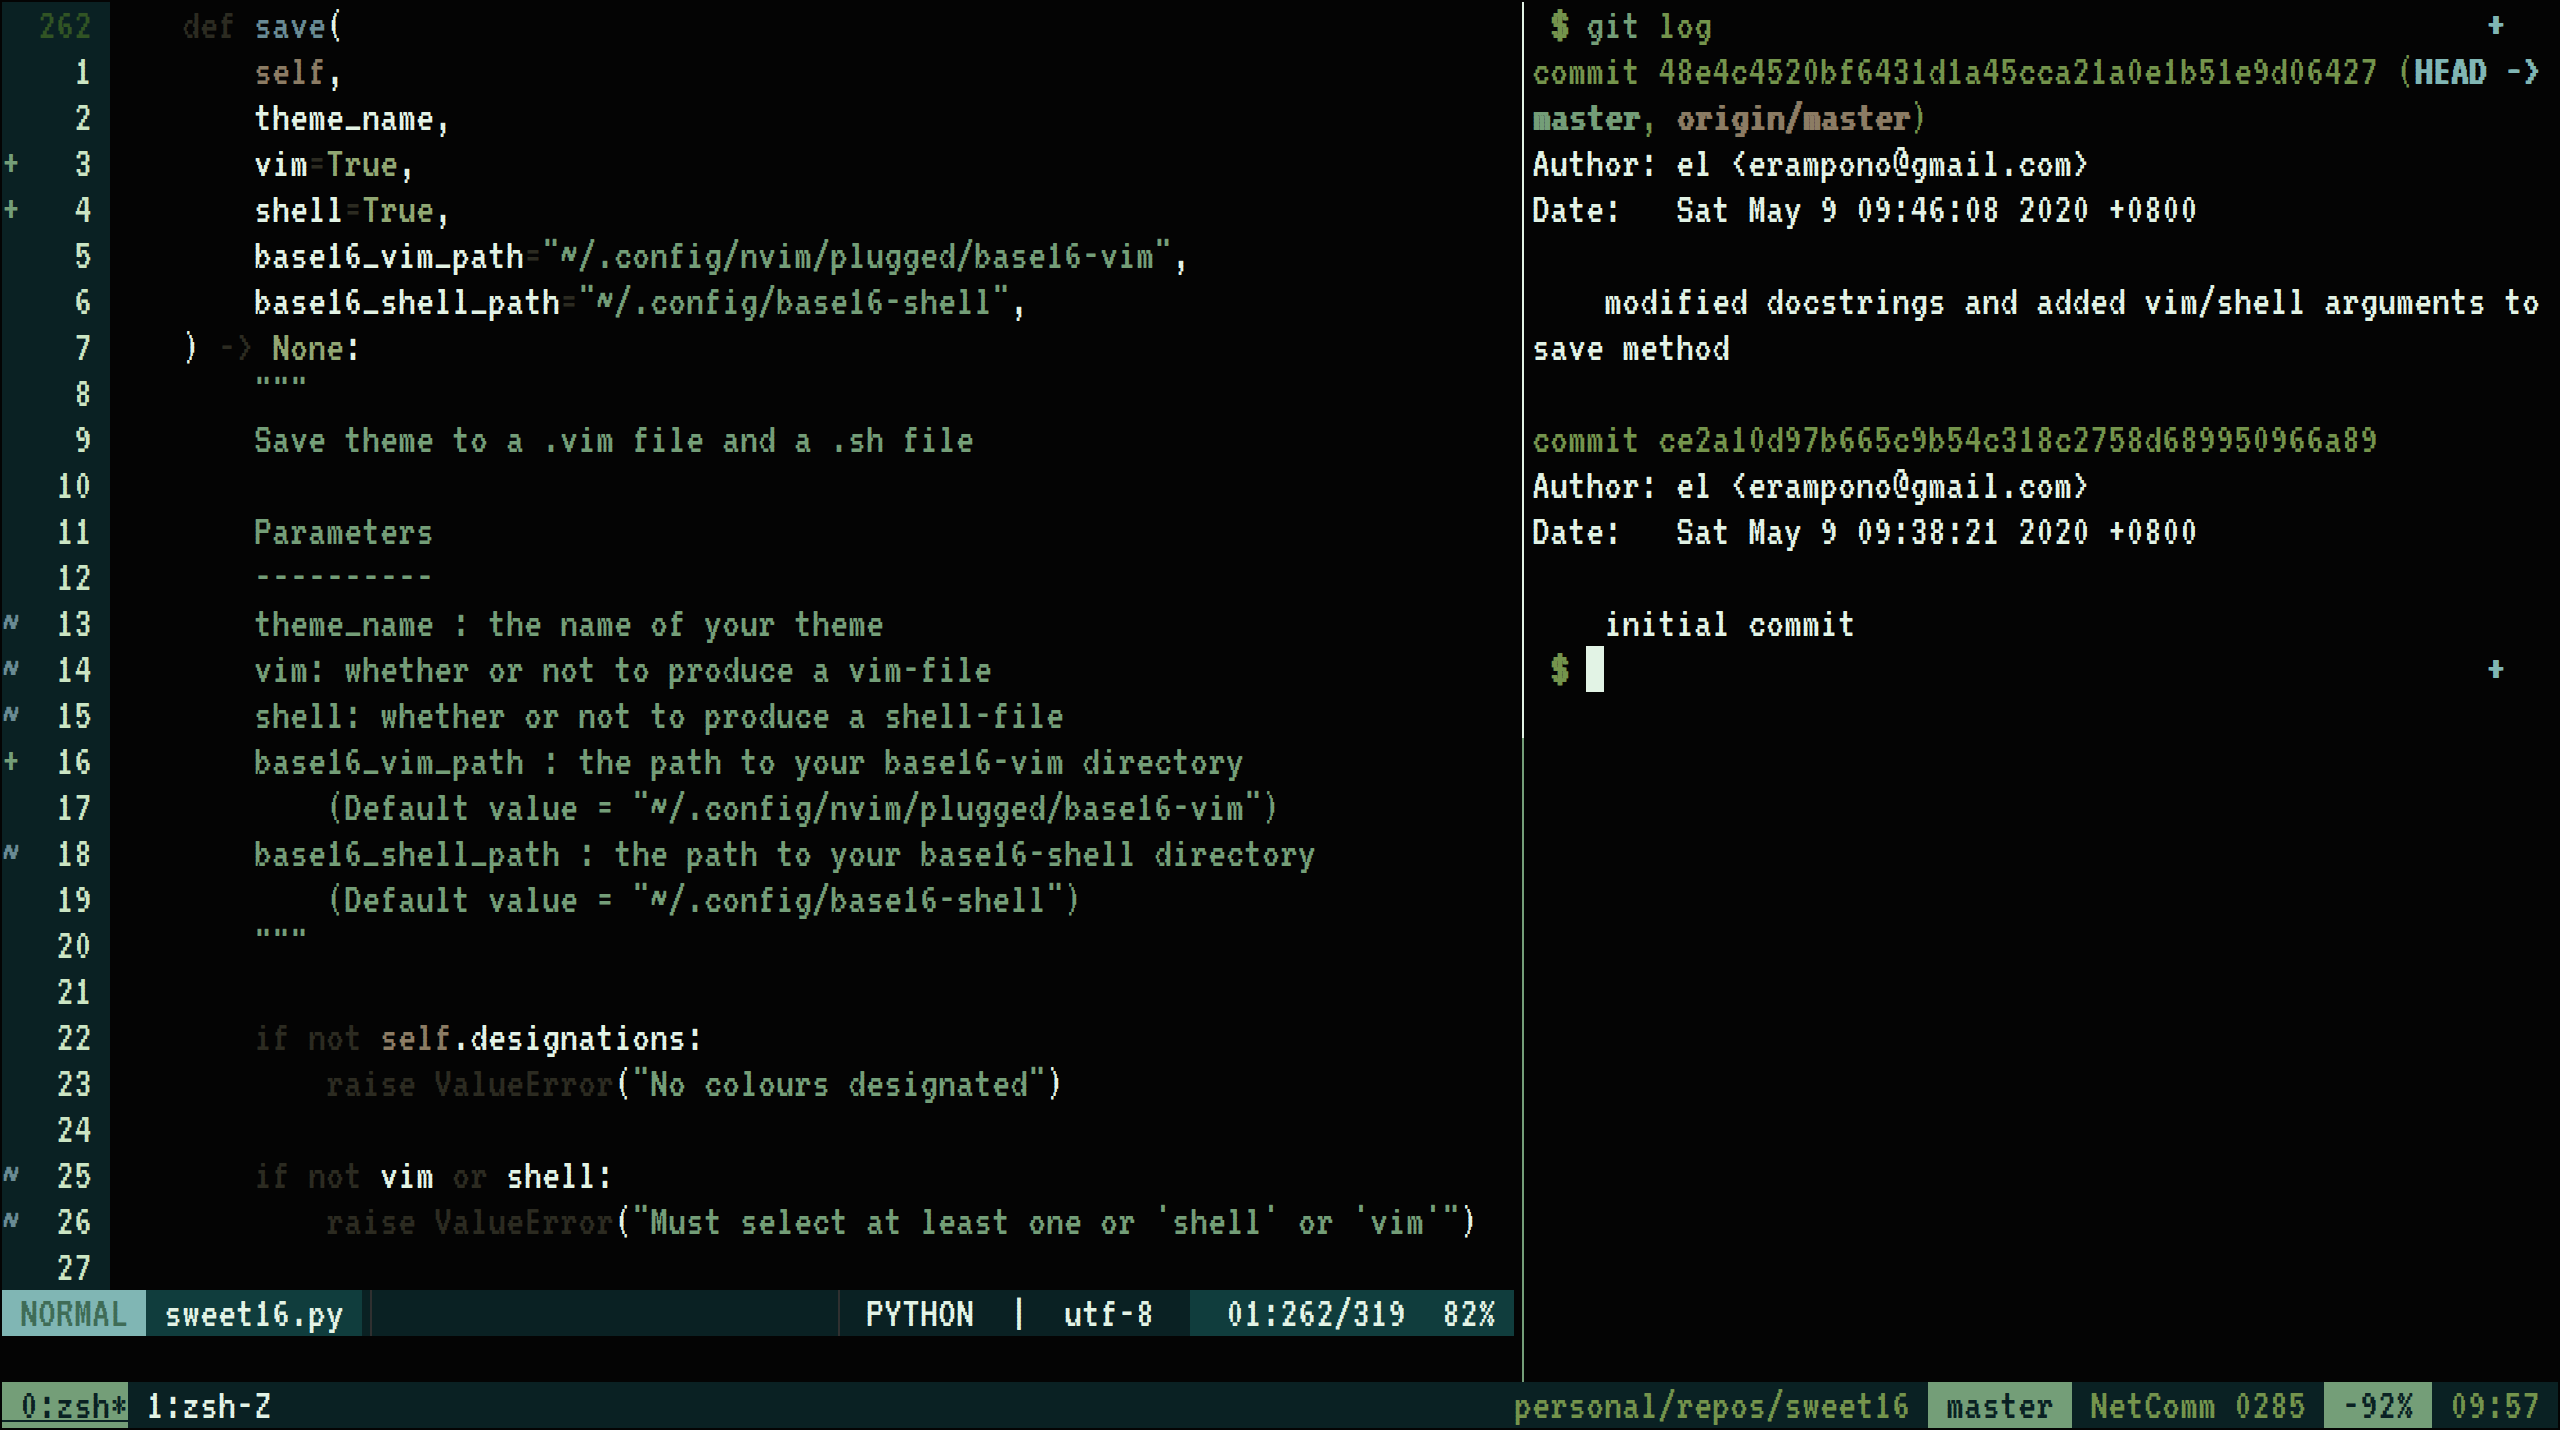 262 def save(
1 self,
2 theme_name,
+ 3 vim=True,
+ 4 shell=True,
5 base16_vim_path="~/.config/nvim/plugged/base16-vim",
6 base16_shell_path="~/.config/base16-shell",
7 ) -> None:
8 """
9 Save theme to a .vim file and a .sh file
10
11 Parameters
12 ----------
~ 13 theme_name : the name of your theme
~ 14 vim: whether or not to produce a vim-file
~ 15 shell: whether or not to produce a shell-file
+ 16 base16_vim_path : the path to your base16-vim directory
17 (Default value = "~/.config/nvim/plugged/base16-vim")
~ 18 base16_shell_path : the path to your base16-shell directory
19 (Default value = "~/.config/base16-shell")
20 """
21
22 if not self.designations:
23 raise ValueError("No colours designated")
24
~ 25 if not vim or shell:
~ 26 raise ValueError("Must select at least one or 'shell' or 'vim'")
27
NORMAL sweet16.py PYTHON | utf-8 01:262/319 82%
$ git log +
commit 48e4c4520bf6431d1a45cca21a0e1b51e9d06427 (HEAD ->
master, origin/master)
Author: el <erampono@gmail.com>
Date: Sat May 9 09:46:08 2020 +0800
modified docstrings and added vim/shell arguments to
save method
commit ce2a10d97b665c9b54c318c2758d689950966a89
Author: el <erampono@gmail.com>
Date: Sat May 9 09:38:21 2020 +0800
initial commit
$ +
0:zsh* 1:zsh-Z personal/repos/sweet16 master NetComm 0285 -92% 09:57